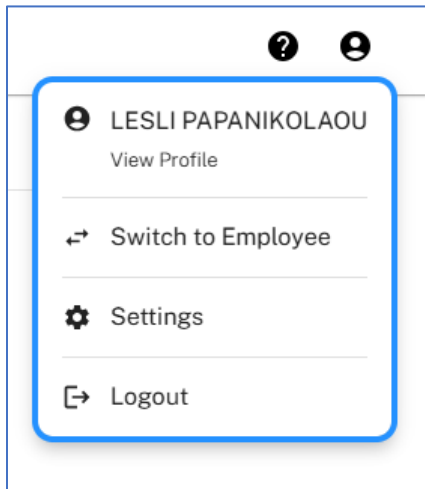 LESLI PAPANIKOLAOU
View Profile
Switch to Employee
Settings
Logout